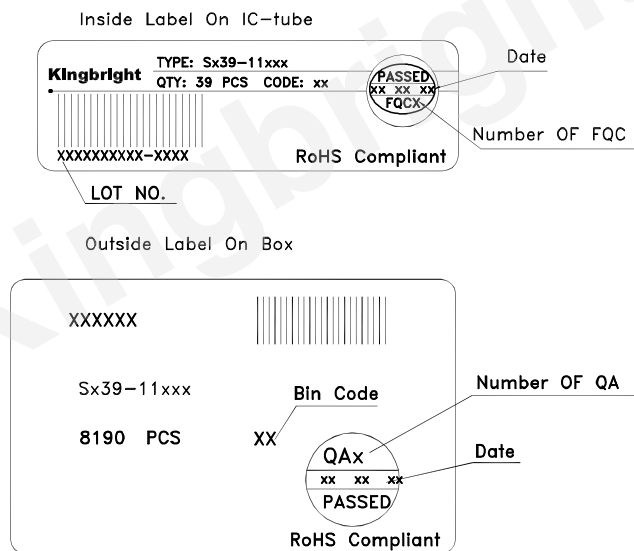 Inside Label On IC-tube
Kingbright
TYPE: Sx39-11xxx
QTY: 39 PCS CODE: xx
PASSED
xx xx xx
FQCX
Date
Number OF FQC
XXXXXXXXXX-XXXX
RoHS Compliant
LOT NO.
Outside Label On Box
XXXXXX
Sx39-11xxx
Bin Code
Number OF QA
8190 PCS
XX
QAx
Date
xx xx xx
PASSED
RoHS Compliant
Kingbright